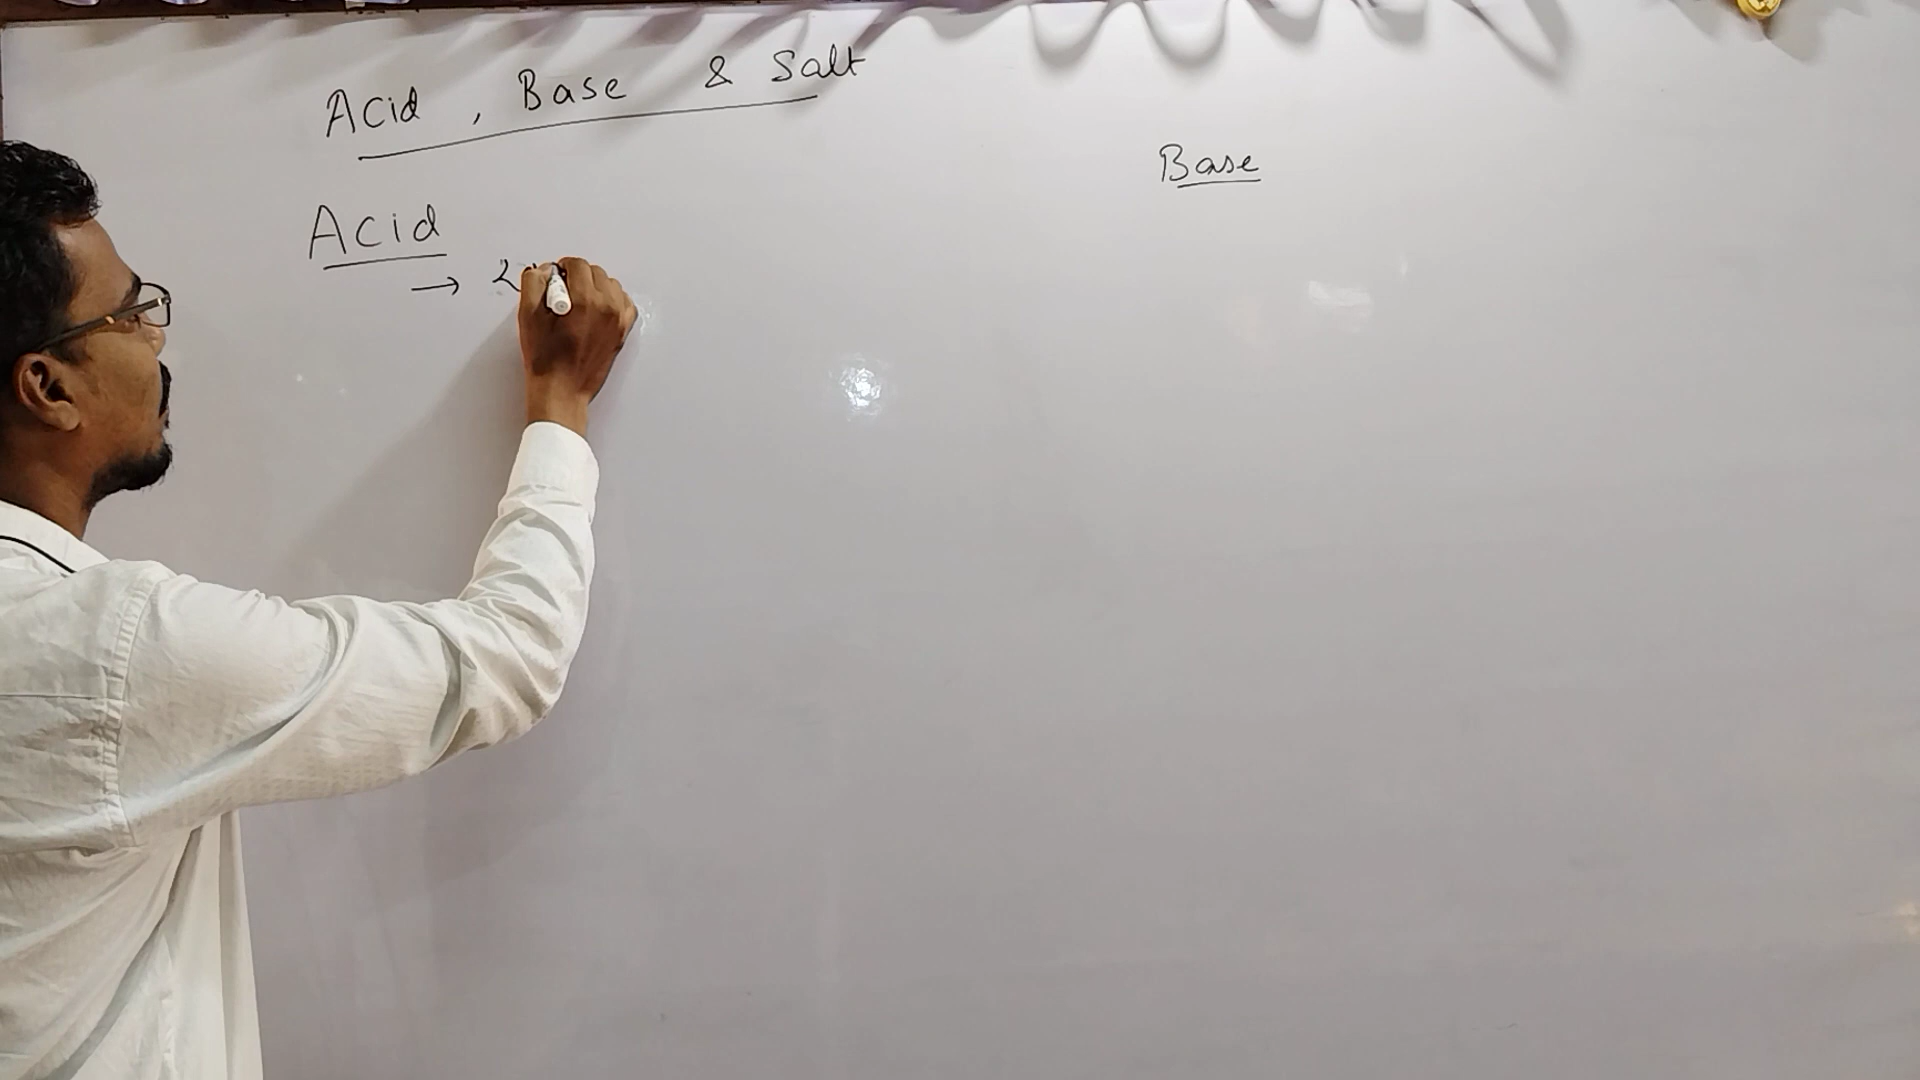 Acid, Base & Salt
Acid
→
Base